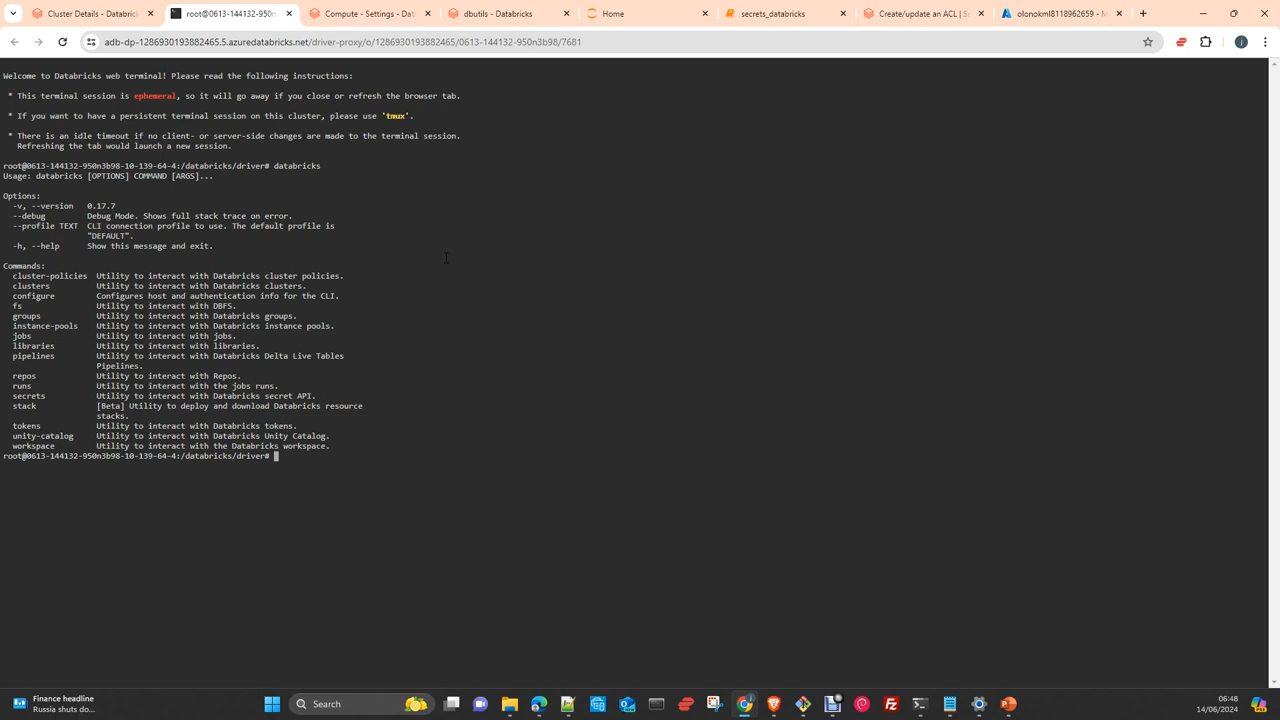 Cluster Details - Databrick
root@0613-144132-950n
Compute - Settings - Dat
dbutils - Databricks
Home
secrets_databricks
Create/update an ACL | S
olonokml8118962659 - M
adb-dp-1286930193882465.5.azuredatabricks.net/driver-proxy/o/1286930193882465/0613-144132-950n3b98/7681
Welcome to Databricks web terminal! Please read the following instructions:
* This terminal session is ephemeral, so it will go away if you close or refresh the browser tab.
* If you want to have a persistent terminal session on this cluster, please use 'tmux'.
* There is an idle timeout if no client- or server-side changes are made to the terminal session.
Refreshing the tab would launch a new session.
root@0613-144132-950n3b98-10-139-64-4:/databricks/driver# databricks
Usage: databricks [OPTIONS] COMMAND [ARGS]...
Options:
-v, --version 0.17.7
--debug Debug Mode. Shows full stack trace on error.
--profile TEXT CLI connection profile to use. The default profile is
"DEFAULT".
-h, --help Show this message and exit.
Commands:
cluster-policies Utility to interact with Databricks cluster policies.
clusters Utility to interact with Databricks clusters.
configure Configures host and authentication info for the CLI.
fs Utility to interact with DBFS.
groups Utility to interact with Databricks groups.
instance-pools Utility to interact with Databricks instance pools.
jobs Utility to interact with jobs.
libraries Utility to interact with libraries.
pipelines Utility to interact with Databricks Delta Live Tables
Pipelines.
repos Utility to interact with Repos.
runs Utility to interact with the jobs runs.
secrets Utility to interact with Databricks secret API.
stack [Beta] Utility to deploy and download Databricks resource
stacks.
tokens Utility to interact with Databricks tokens.
unity-catalog Utility to interact with Databricks Unity Catalog.
workspace Utility to interact with the Databricks workspace.
root@0613-144132-950n3b98-10-139-64-4:/databricks/driver#
Finance headline
Russia shuts do...
Search
06:48
14/06/2024